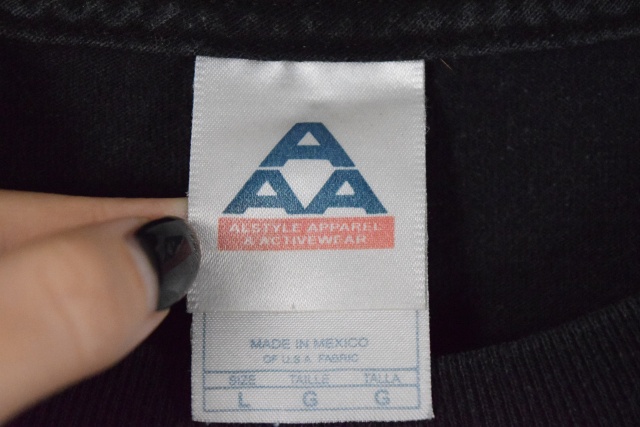 A
A A
ALSTYLE APPAREL
& ACTIVEWEAR
MADE IN MEXICO
OF U.S.A. FABRIC
SIZE TAILLE TALLA
L G G